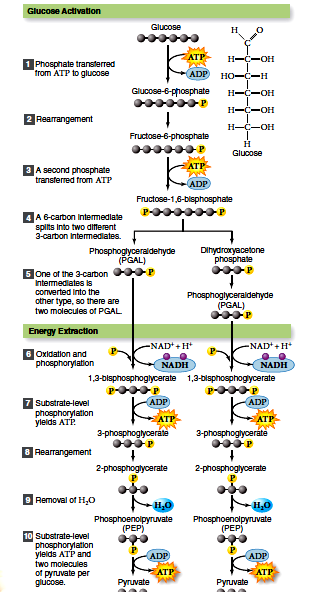 Glucose Activation
Glucose
1 Phosphate transferred
from ATP to glucose
ATP
ADP
Glucose-6-phosphate
P
2 Rearrangement
Fructose-6-phosphate
P
3 A second phosphate
transferred from ATP
ATP
ADP
Fructose-1,6-bisphosphate
P P
4 A 6-carbon intermediate
splits into two different
3-carbon intermediates.
H O
C
H—C—OH
HO—C—H
H—C—OH
H—C—OH
H—C—OH
H
Glucose
Phosphoglyceraldehyde
(PGAL)
P
Dihydroxyacetone
phosphate
P
5 One of the 3-carbon
intermediates is
converted into the
other type, so there are
two molecules of PGAL.
Phosphoglyceraldehyde
(PGAL)
P
Energy Extraction
6 Oxidation and
phosphorylation
P NAD+ + H+
NADH
P NAD+ + H+
NADH
1,3-bisphosphoglycerate 1,3-bisphosphoglycerate
P P P P
7 Substrate-level
phosphorylation
yields ATP.
ADP
ATP
ADP
ATP
3-phosphoglycerate 3-phosphoglycerate
P P
8 Rearrangement
2-phosphoglycerate 2-phosphoglycerate
P P
9 Removal of H2O
H2O H2O
Phosphoenolpyruvate
(PEP)
P
Phosphoenolpyruvate
(PEP)
P
10 Substrate-level
phosphorylation
yields ATP and
two molecules
of pyruvate per
glucose.
ADP
ATP
ADP
ATP
Pyruvate Pyruvate